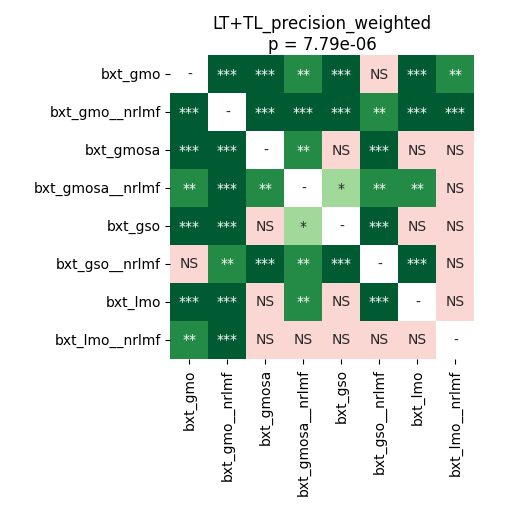 LT+TL_precision_weighted
p = 7.79e-06
bxt_gmo - *** *** ** *** NS *** **
bxt_gmo__nrlmf *** - *** *** *** ** *** ***
bxt_gmosa *** *** - ** NS *** NS NS
bxt_gmosa__nrlmf ** *** ** - * ** ** NS
bxt_gso *** *** NS * - *** NS NS
bxt_gso__nrlmf NS ** *** ** *** - *** NS
bxt_lmo *** *** NS ** NS *** - NS
bxt_lmo__nrlmf ** *** NS NS NS NS NS -
bxt_gmo
bxt_gmo__nrlmf
bxt_gmosa
bxt_gmosa__nrlmf
bxt_gso
bxt_gso__nrlmf
bxt_lmo
bxt_lmo__nrlmf